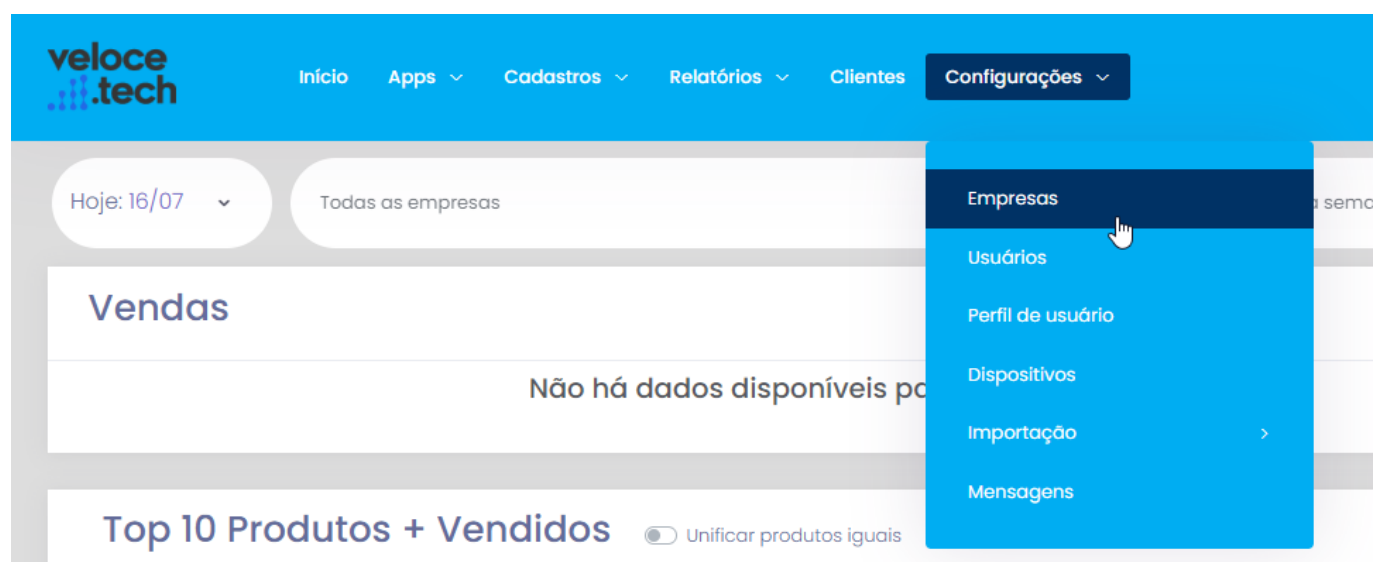 veloce
.tech
Início Apps Cadastros Relatórios Clientes Configurações
Hoje: 16/07
Todas as empresas
Empresas
Usuários
Perfil de usuário
Dispositivos
Importação
Mensagens
Vendas
Não há dados disponíveis
Top 10 Produtos + Vendidos
Unificar produtos iguais